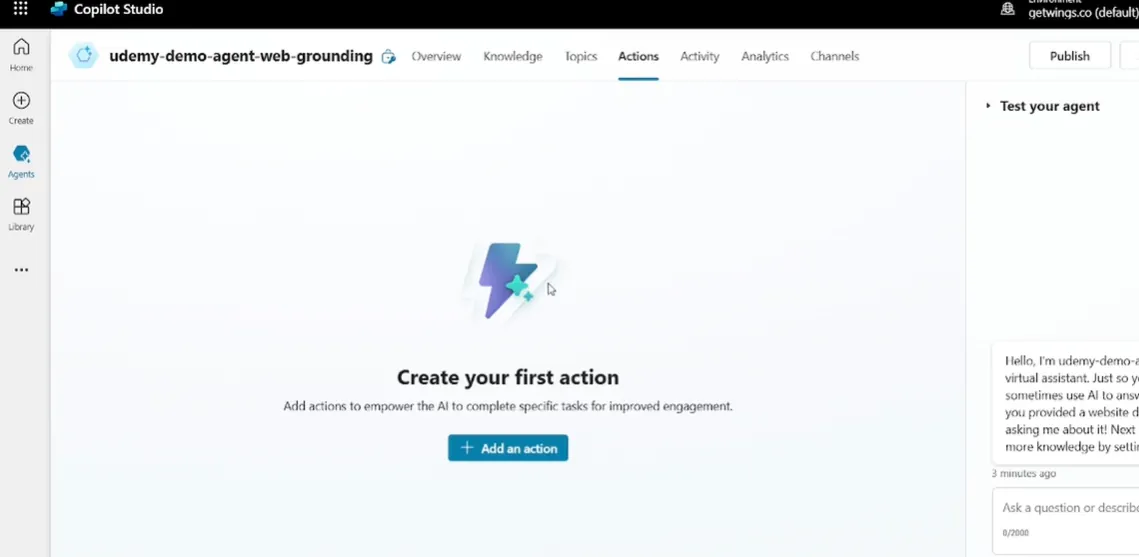 Copilot Studio
getwings.co (default)
Home
Create
Agents
Library
udemy-demo-agent-web-grounding
Overview
Knowledge
Topics
Actions
Activity
Analytics
Channels
Publish
Test your agent
Create your first action
Add actions to empower the AI to complete specific tasks for improved engagement.
Add an action
Hello, I'm udemy-demo-a
virtual assistant. Just so y
sometimes use AI to answ
you provided a website d
asking me about it! Next
more knowledge by setti
3 minutes ago
Ask a question or describe
0/2000